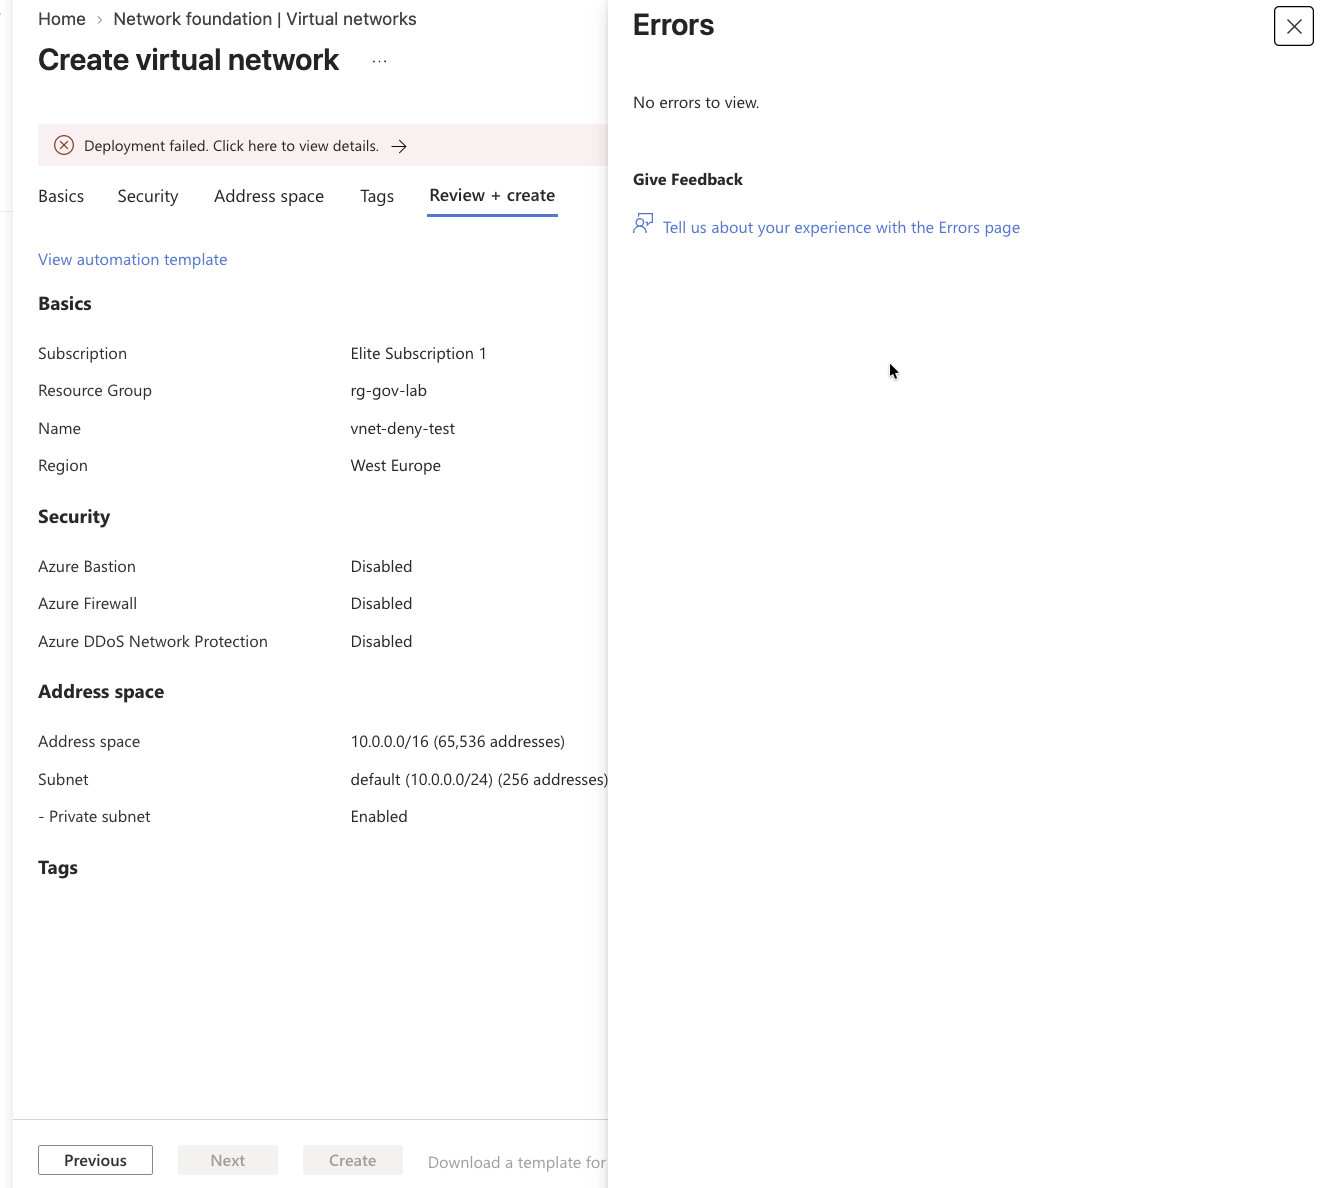 Home > Network foundation | Virtual networks
Create virtual network ...
Deployment failed. Click here to view details. →
Basics Security Address space Tags Review + create
View automation template
Basics
Subscription Elite Subscription 1
Resource Group rg-gov-lab
Name vnet-deny-test
Region West Europe
Security
Azure Bastion Disabled
Azure Firewall Disabled
Azure DDoS Network Protection Disabled
Address space
Address space 10.0.0.0/16 (65,536 addresses)
Subnet default (10.0.0.0/24) (256 addresses)
- Private subnet Enabled
Tags
Previous Next Create Download a template for
Errors
No errors to view.
Give Feedback
Tell us about your experience with the Errors page